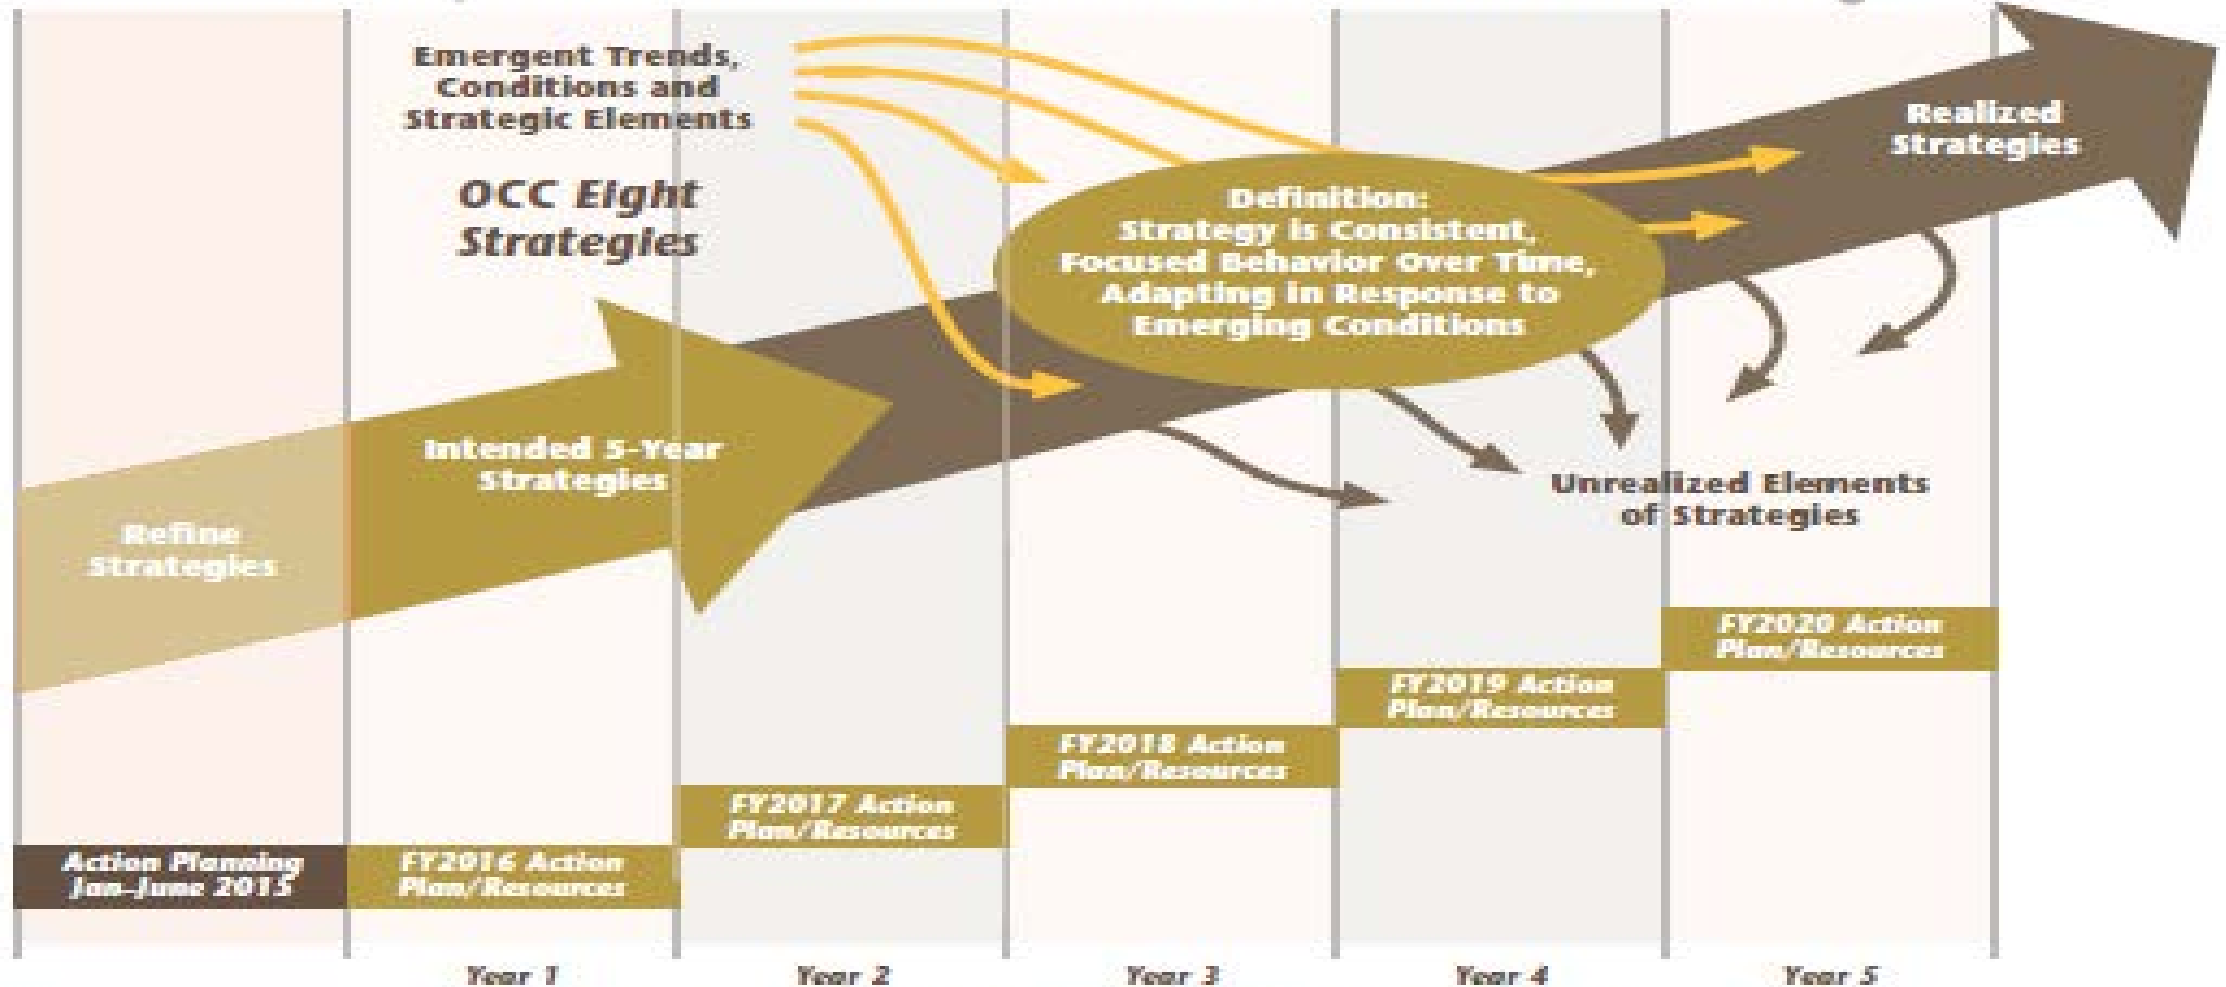 Emergent Trends,
Conditions and
Strategic Elements
OCC Eight
Strategies
Realized
Strategies
Definition:
Strategy is Consistent,
Focused Behavior Over Time,
Adapting in Response to
Emerging Conditions
Intended 5-Year
Strategies
Refine
Strategies
Unrealized Elements
of Strategies
FY2020 Action
Plan/Resources
FY2019 Action
Plan/Resources
FY2018 Action
Plan/Resources
FY2017 Action
Plan/Resources
Action Planning
Jan-June 2015
FY2016 Action
Plan/Resources
Year 1
Year 2
Year 3
Year 4
Year 5